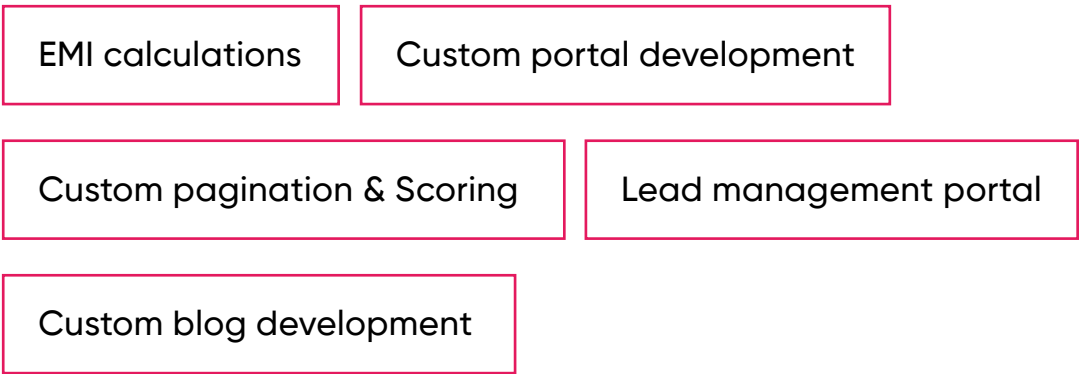 EMI calculations
Custom portal development
Custom pagination & Scoring
Lead management portal
Custom blog development